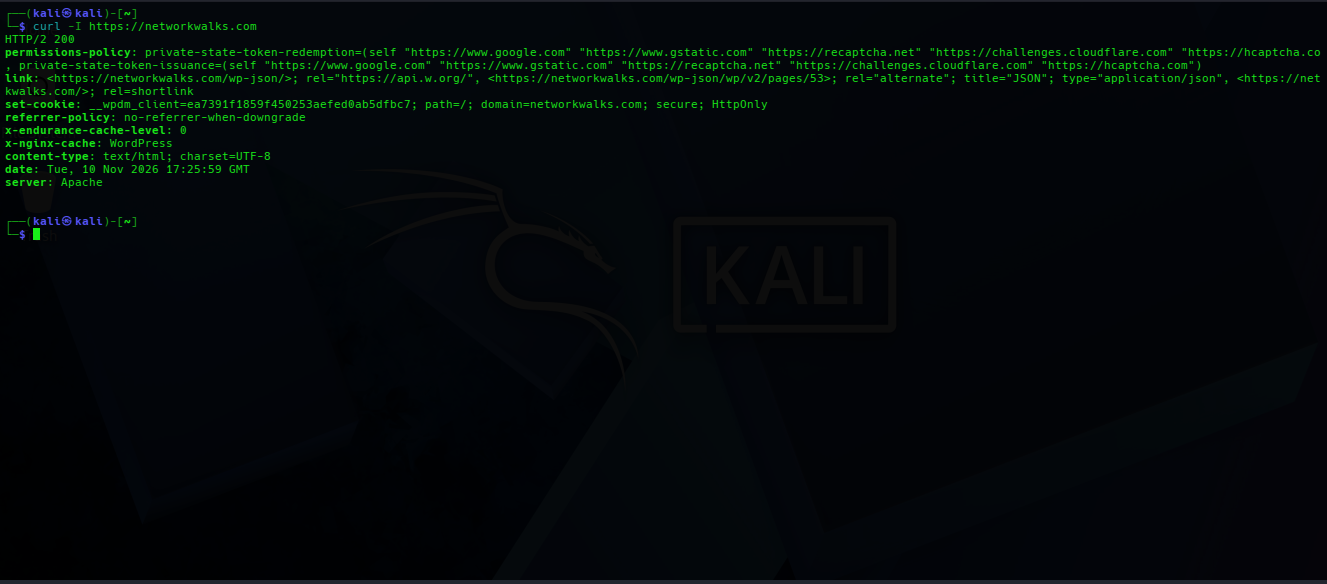 ┌──(kali㉿kali)-[~]
└─$ curl -I https://networkwalks.com
HTTP/2 200
permissions-policy: private-state-token-redemption=(self "https://www.google.com" "https://www.gstatic.com" "https://recaptcha.net" "https://challenges.cloudflare.com" "https://hcaptcha.co
, private-state-token-issuance=(self "https://www.google.com" "https://www.gstatic.com" "https://recaptcha.net" "https://challenges.cloudflare.com" "https://hcaptcha.com")
link: <https://networkwalks.com/wp-json/>; rel="https://api.w.org/", <https://networkwalks.com/wp-json/wp/v2/pages/53>; rel="alternate"; title="JSON"; type="application/json", <https://net
kwalks.com/>; rel=shortlink
set-cookie: __wpdm_client=ea7391f1859f450253aefed0ab5dfbc7; path=/; domain=networkwalks.com; secure; HttpOnly
referrer-policy: no-referrer-when-downgrade
x-endurance-cache-level: 0
x-nginx-cache: WordPress
content-type: text/html; charset=UTF-8
date: Tue, 10 Nov 2026 17:25:59 GMT
server: Apache
┌──(kali㉿kali)-[~]
└─$
KALI